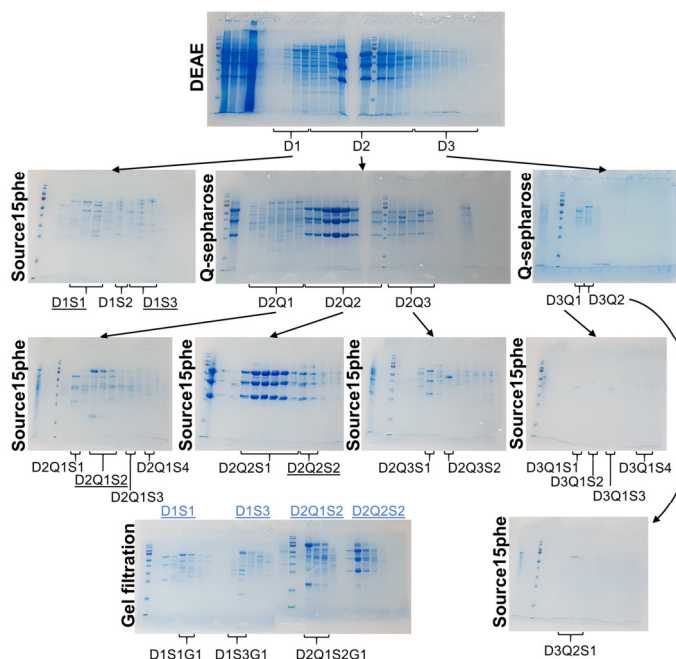 DEAE
D1 D2 D3
Source15phe
Q-sepharose
Q-sepharose
D1S1 D1S2 D1S3
D2Q1 D2Q2 D2Q3
D3Q1 D3Q2
Source15phe
Source15phe
Source15phe
D2Q1S1 D2Q1S2 D2Q1S3 D2Q1S4
D2Q2S1 D2Q2S2
D2Q3S1 D2Q3S2
D3Q1S1 D3Q1S2 D3Q1S3 D3Q1S4
D1S1 D1S3 D2Q1S2 D2Q2S2
Gel filtration
Source15phe
D1S1G1 D1S3G1 D2Q1S2G1
D3Q2S1